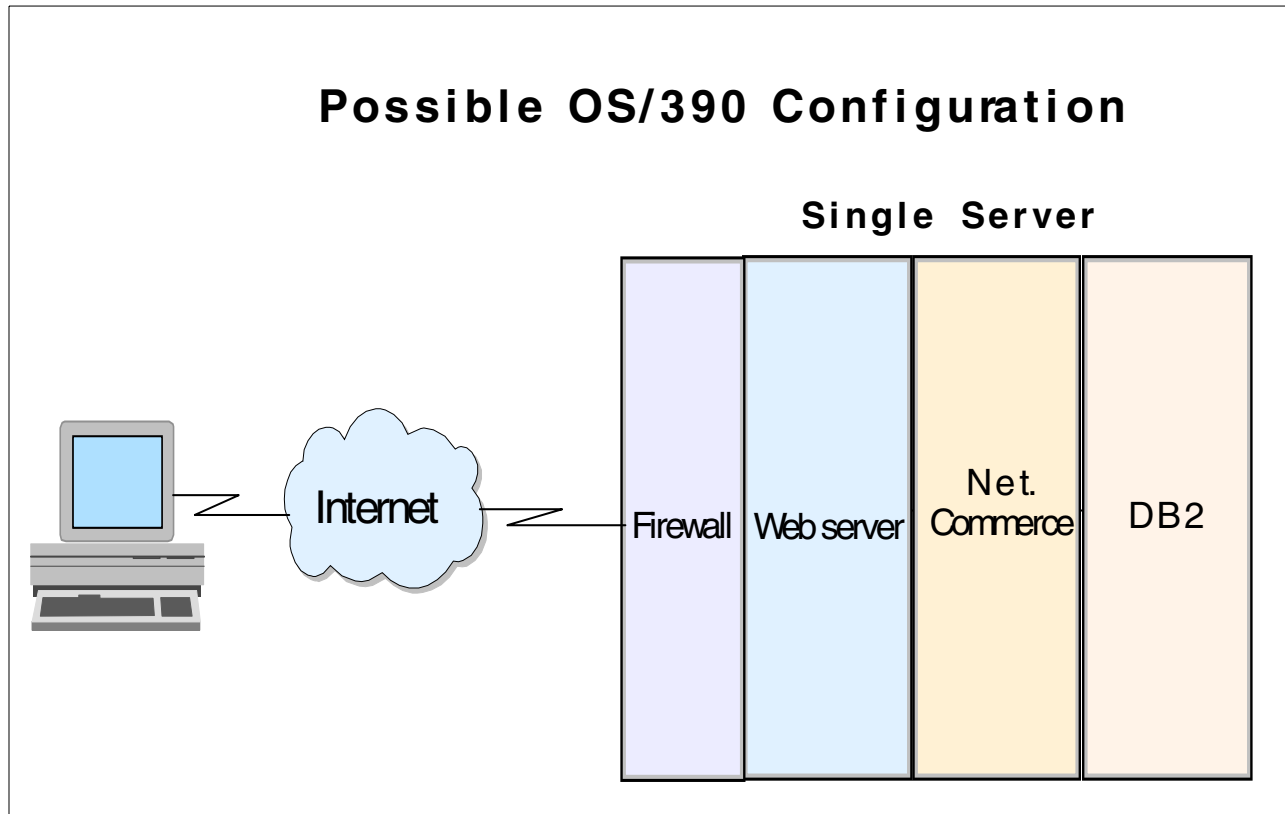 Possible OS/390 Configuration
Single Server
Internet
Firewall
Web server
Net.
Commerce
DB2